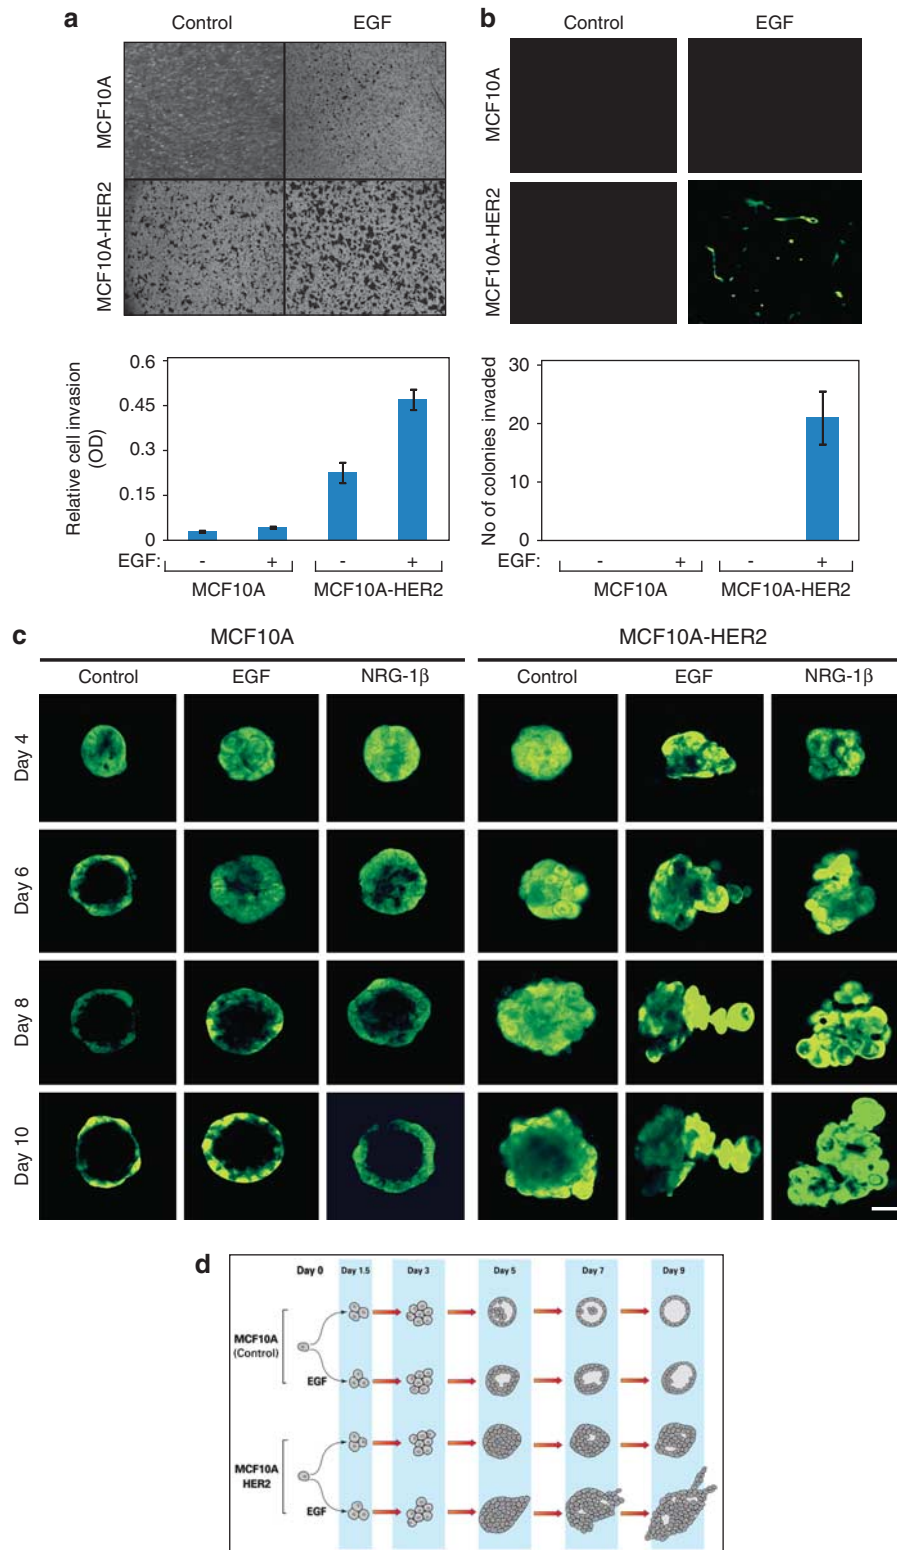 a
Control EGF
MCF10A
MCF10A-HER2
Relative cell invasion
(OD)
0.6
0.45
0.3
0.15
0
EGF: - + - +
MCF10A MCF10A-HER2
b
Control EGF
MCF10A
MCF10A-HER2
No of colonies invaded
30
20
10
0
EGF: - + - +
MCF10A MCF10A-HER2
c
MCF10A MCF10A-HER2
Control EGF NRG-1β Control EGF NRG-1β
Day 4
Day 6
Day 8
Day 10
d
Day 0 Day 1.5 Day 3 Day 5 Day 7 Day 9
MCF10A
(Control)
EGF
MCF10A
HER2
EGF